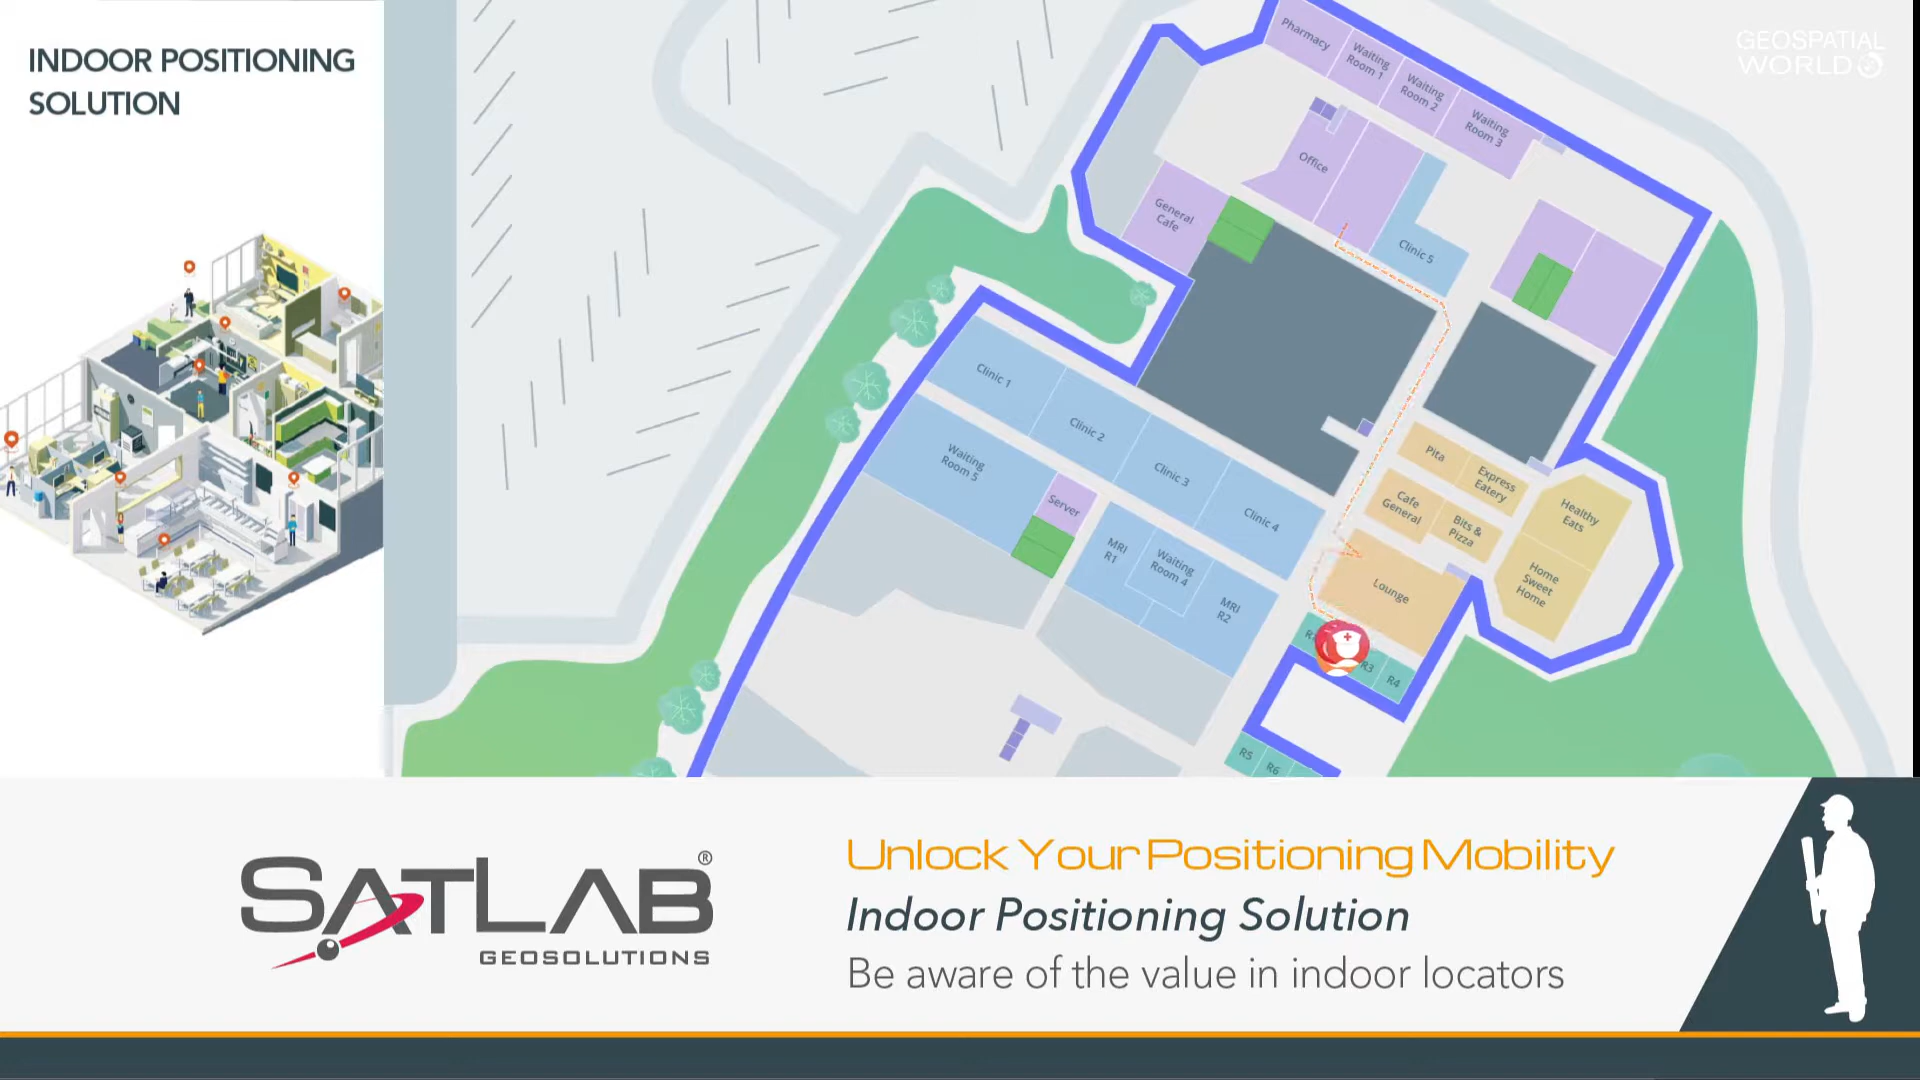 INDOOR POSITIONING
SOLUTION
GEOSPATIAL
WORLD
Pharmacy
Waiting
Room 1
Waiting
Room 2
Waiting
Room 3
Office
General
Cafe
Clinic 5
Clinic 1
Clinic 2
Clinic 3
Clinic 4
Waiting
Room 5
Server
MRI
R1
Waiting
Room 4
MRI
R2
Pita
Express
Eatery
Cafe
General
Bits &
Pizza
Healthy
Eats
Home
Sweet
Home
Lounge
R3
R4
R5
R6
SATLAB®
GEOSOLUTIONS
Unlock Your Positioning Mobility
Indoor Positioning Solution
Be aware of the value in indoor locators